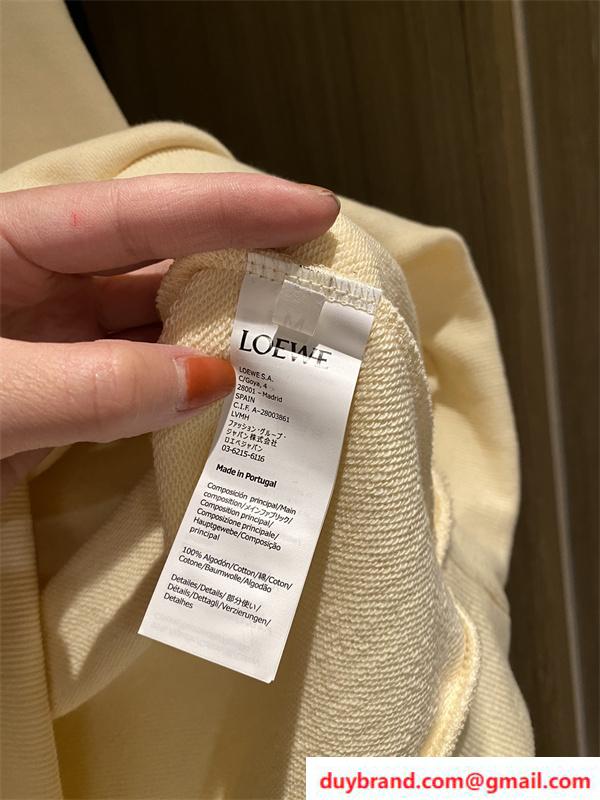 M
LOEWE
LOEWE S.A.
C/Goya, 4
28001 - Madrid
SPAIN
C.I.F. A-28003861
LVMH
ファッション・グループ・
ジャパン株式会社
ロエベジャパン
03-6215-6116
Made in Portugal
Composición principal/Main
composition/メインファブリック/
Composition principal/
Composizione principale/
Hauptgewebe/Composição
principal
100% Algodón/Cotton/綿/Coton/
Cotone/Baumwolle/Algodão
Detalles/Details/部分使い/
Détails/Dettagli/Verzierungen/
Detalhes
duybrand.com@gmail.com